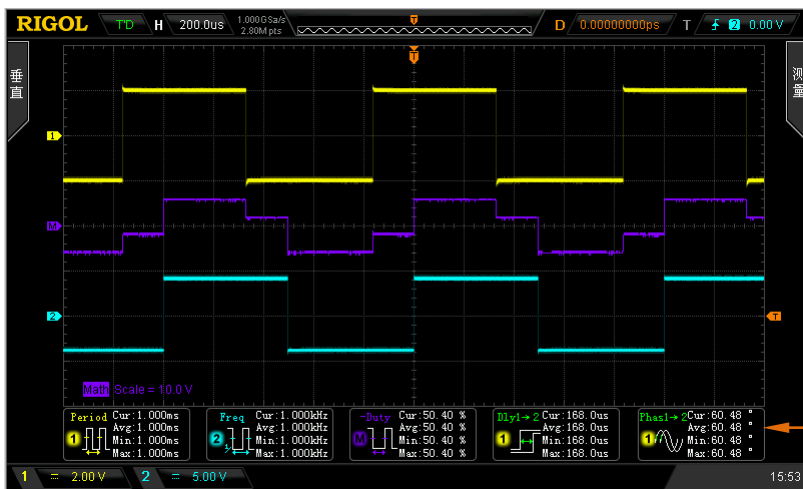 RIGOL T'D H 200.0us 1.000GSa/s 2.80M pts D 0.00000000ps T 2 0.00 V
垂直
测量
T
1
M
2
T
Math Scale = 10.0 V
Period Cur:1.000ms
Avg:1.000ms
Min:1.000ms
Max:1.000ms
1
Freq Cur:1.000kHz
Avg:1.000kHz
Min:1.000kHz
Max:1.000kHz
2
-Duty Cur:50.40 %
Avg:50.40 %
Min:50.40 %
Max:50.40 %
M
Dly1→2 Cur:168.0us
Avg:168.0us
Min:168.0us
Max:168.0us
1
Phas1→2 Cur:60.48 °
Avg:60.48 °
Min:60.48 °
Max:60.48 °
1
1 = 2.00 V 2 = 5.00 V 15:53